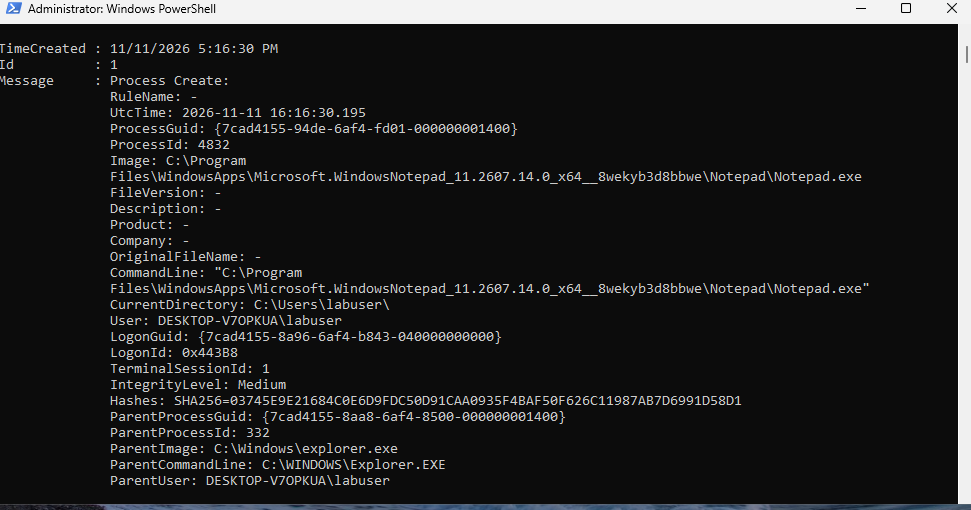 Administrator: Windows PowerShell
TimeCreated : 11/11/2026 5:16:30 PM
Id          : 1
Message     : Process Create:
              RuleName: -
              UtcTime: 2026-11-11 16:16:30.195
              ProcessGuid: {7cad4155-94de-6af4-fd01-000000001400}
              ProcessId: 4832
              Image: C:\Program
              Files\WindowsApps\Microsoft.WindowsNotepad_11.2607.14.0_x64__8wekyb3d8bbwe\Notepad\Notepad.exe
              FileVersion: -
              Description: -
              Product: -
              Company: -
              OriginalFileName: -
              CommandLine: "C:\Program
              Files\WindowsApps\Microsoft.WindowsNotepad_11.2607.14.0_x64__8wekyb3d8bbwe\Notepad\Notepad.exe"
              CurrentDirectory: C:\Users\labuser\
              User: DESKTOP-V7OPKUA\labuser
              LogonGuid: {7cad4155-8a96-6af4-b843-040000000000}
              LogonId: 0x443B8
              TerminalSessionId: 1
              IntegrityLevel: Medium
              Hashes: SHA256=03745E9E21684C0E6D9FDC50D91CAA0935F4BAF50F626C11987AB7D6991D58D1
              ParentProcessGuid: {7cad4155-8aa8-6af4-8500-000000001400}
              ParentProcessId: 332
              ParentImage: C:\Windows\explorer.exe
              ParentCommandLine: C:\WINDOWS\Explorer.EXE
              ParentUser: DESKTOP-V7OPKUA\labuser